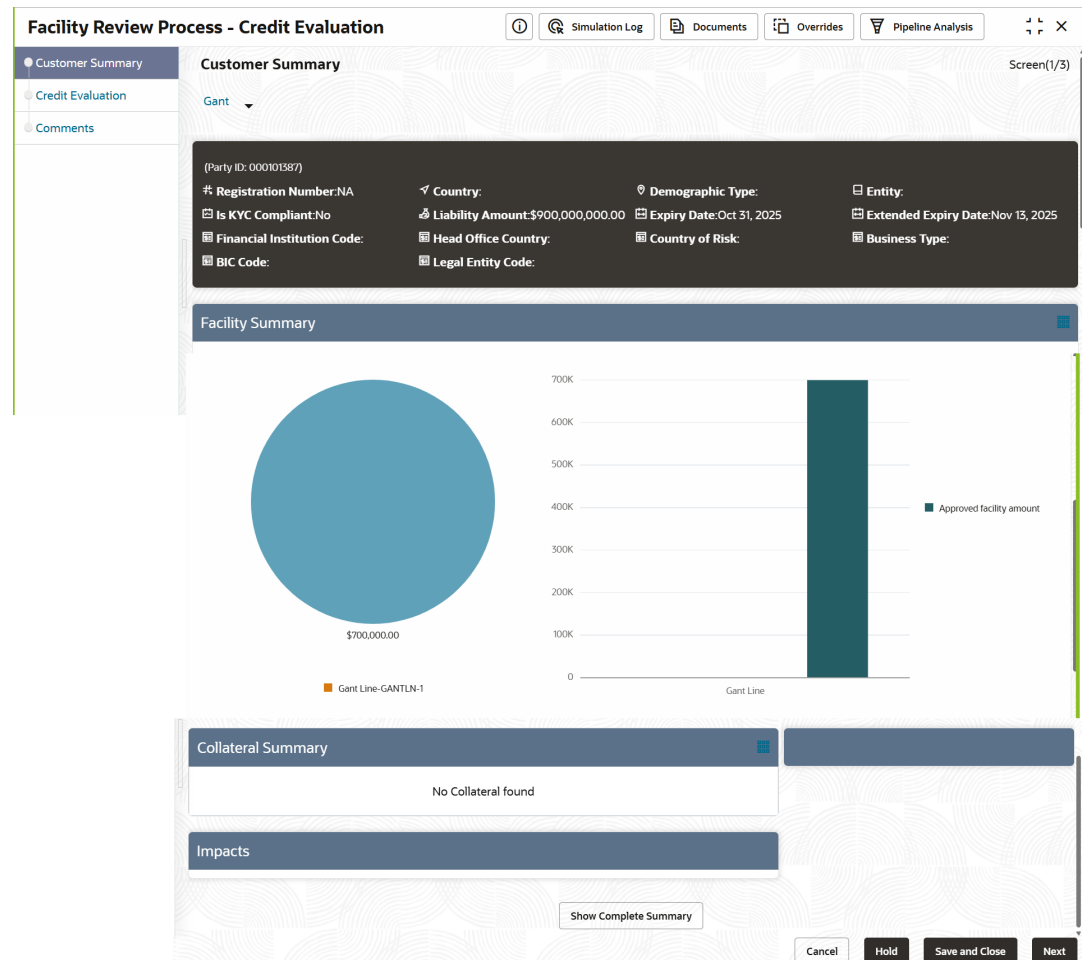 Facility Review Process - Credit Evaluation
Simulation Log
Documents
Overrides
Pipeline Analysis
Customer Summary
Credit Evaluation
Comments
Customer Summary
Screen(1/3)
Gant
(Party ID: 000101387)
Registration Number:NA
Country:
Demographic Type:
Entity:
Is KYC Compliant:No
Liability Amount:$900,000,000.00
Expiry Date:Oct 31, 2025
Extended Expiry Date:Nov 13, 2025
Financial Institution Code:
Head Office Country:
Country of Risk:
Business Type:
BIC Code:
Legal Entity Code:
Facility Summary
$700,000.00
Gant Line-GANTLN-1
700K
600K
500K
400K
300K
200K
100K
0
Gant Line
Approved facility amount
Collateral Summary
No Collateral found
Impacts
Show Complete Summary
Cancel
Hold
Save and Close
Next